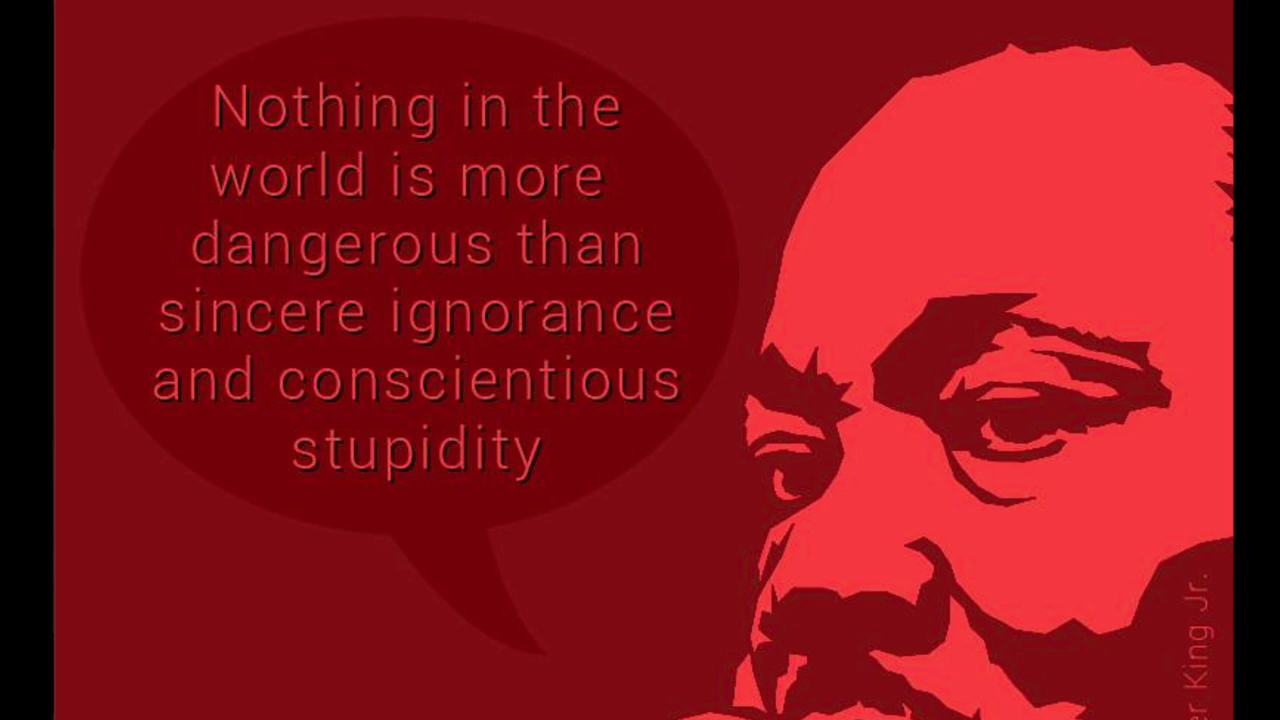 Nothing in the
world is more
dangerous than
sincere ignorance
and conscientious
stupidity
King Jr.